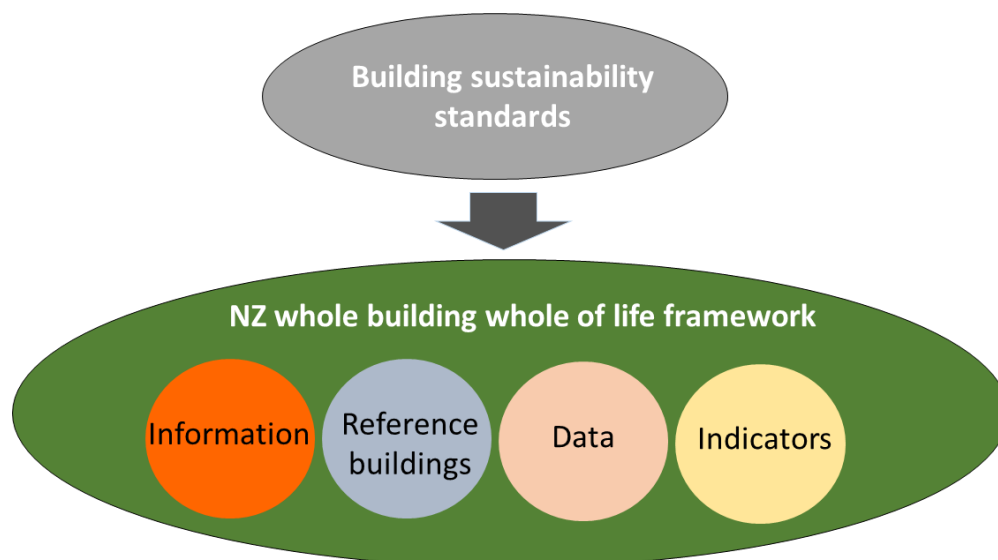 Building sustainability
standards
NZ whole building whole of life framework
Information
Reference
buildings
Data
Indicators